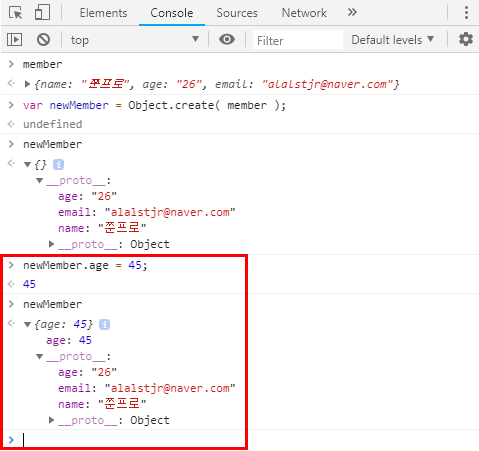 Elements Console Sources Network »
top Filter Default levels ▼
> member
{name: "쭌프로", age: "26", email: "alalstjr@naver.com"}
> var newMember = Object.create( member );
undefined
> newMember
▼{} i
▼__proto__:
age: "26"
email: "alalstjr@naver.com"
name: "쭌프로"
▶__proto__: Object
> newMember.age = 45;
45
> newMember
▼{age: 45} i
age: 45
▼__proto__:
age: "26"
email: "alalstjr@naver.com"
name: "쭌프로"
▶__proto__: Object
>